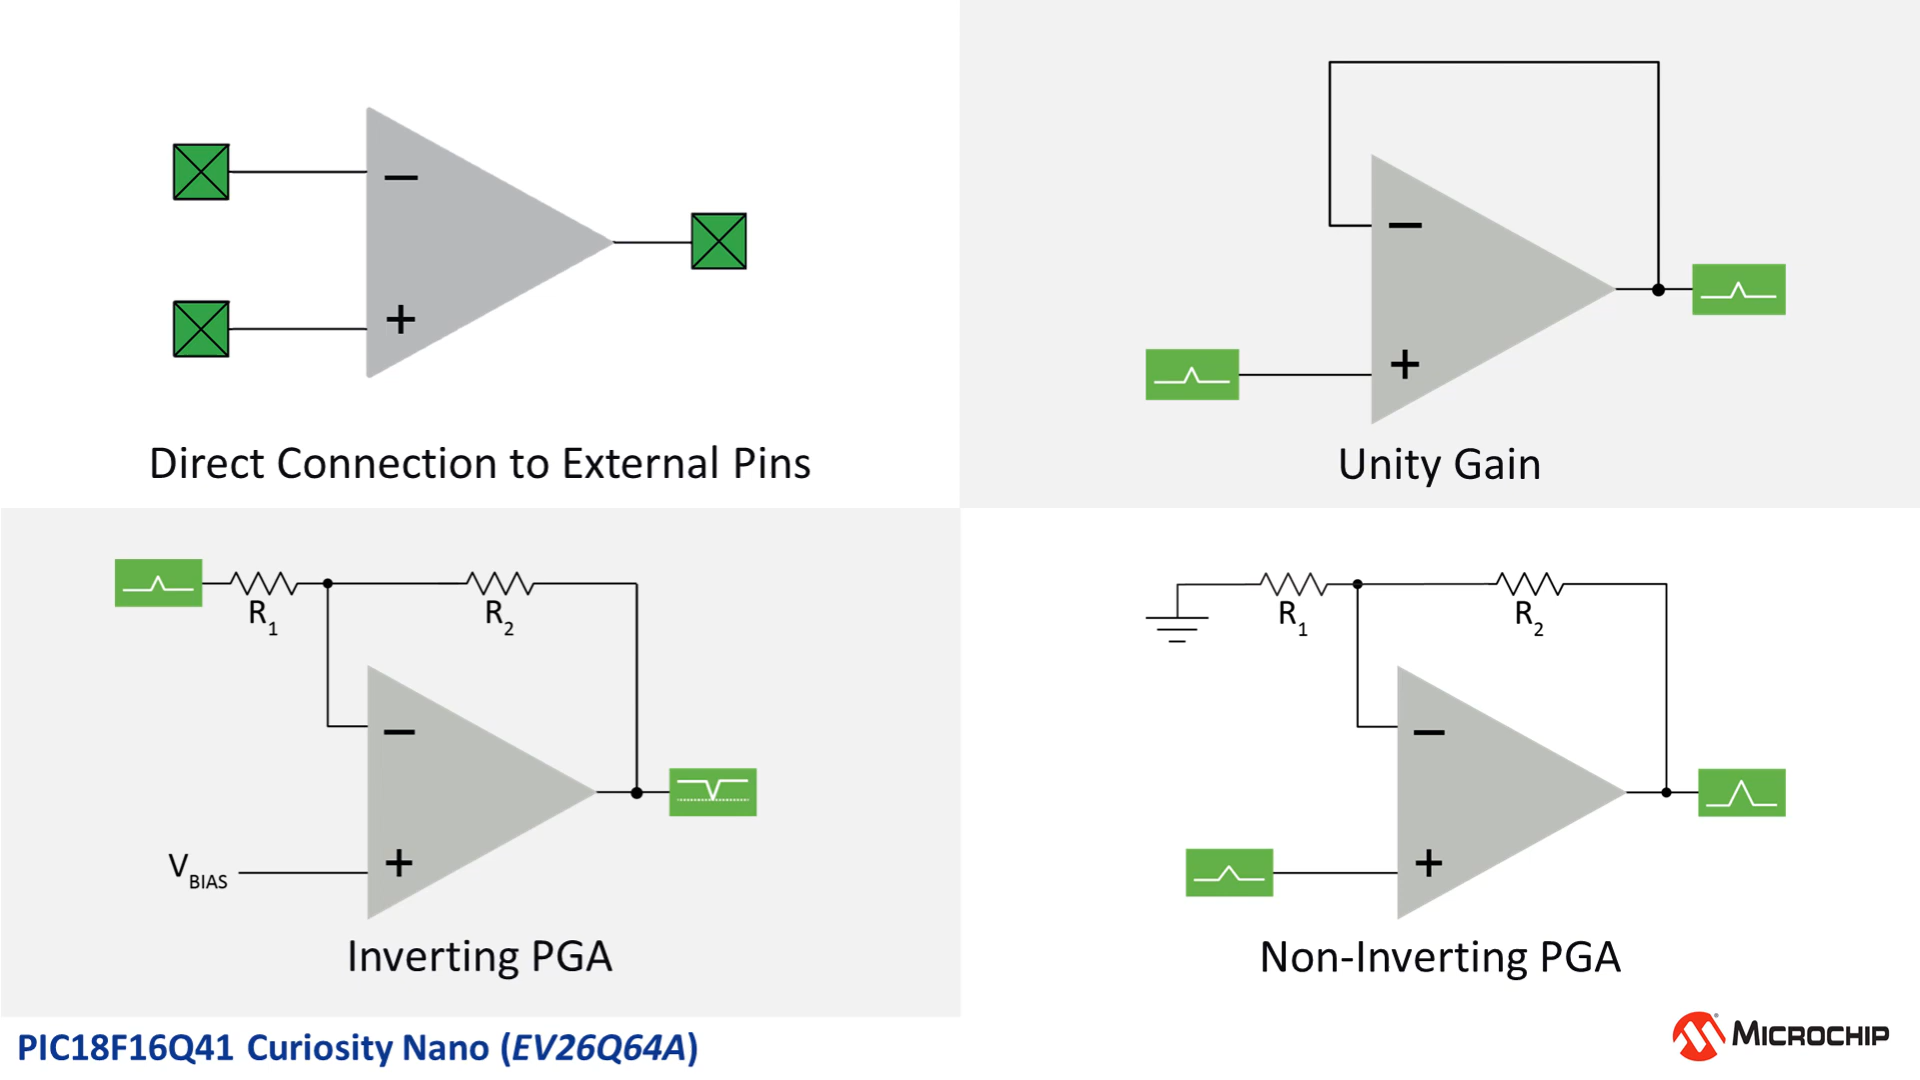 −
+
Direct Connection to External Pins
−
+
Unity Gain
R1
R2
−
VBIAS
+
Inverting PGA
R1
R2
−
+
Non-Inverting PGA
PIC18F16Q41 Curiosity Nano (EV26Q64A)
MICROCHIP